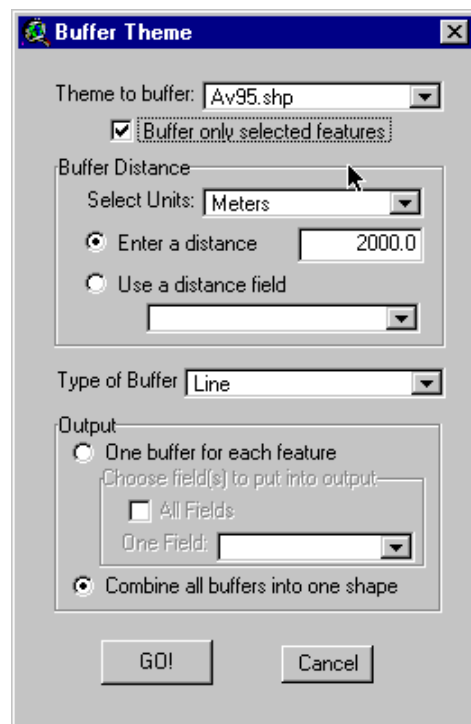 Buffer Theme
Theme to buffer: Av95.shp
Buffer only selected features
Buffer Distance
Select Units: Meters
Enter a distance 2000.0
Use a distance field
Type of Buffer Line
Output
One buffer for each feature
Choose field(s) to put into output
All Fields
One Field:
Combine all buffers into one shape
GO! Cancel